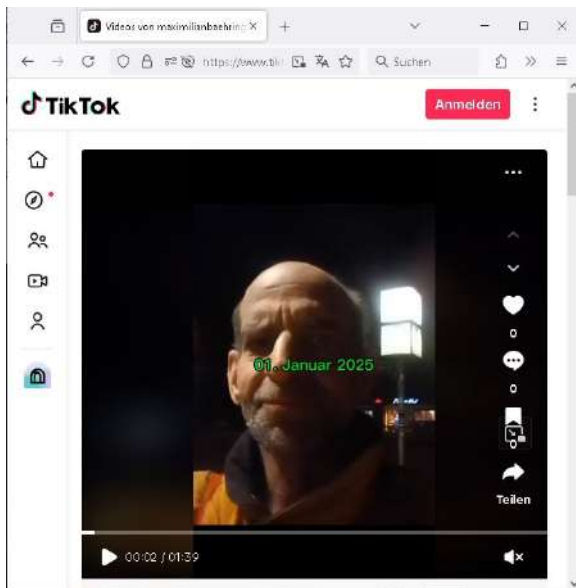 Videos von maximilianbaehring
https://www.tik
Suchen
TikTok
Anmelden
01. Januar 2025
0
0
0
Teilen
00:02 / 01:39